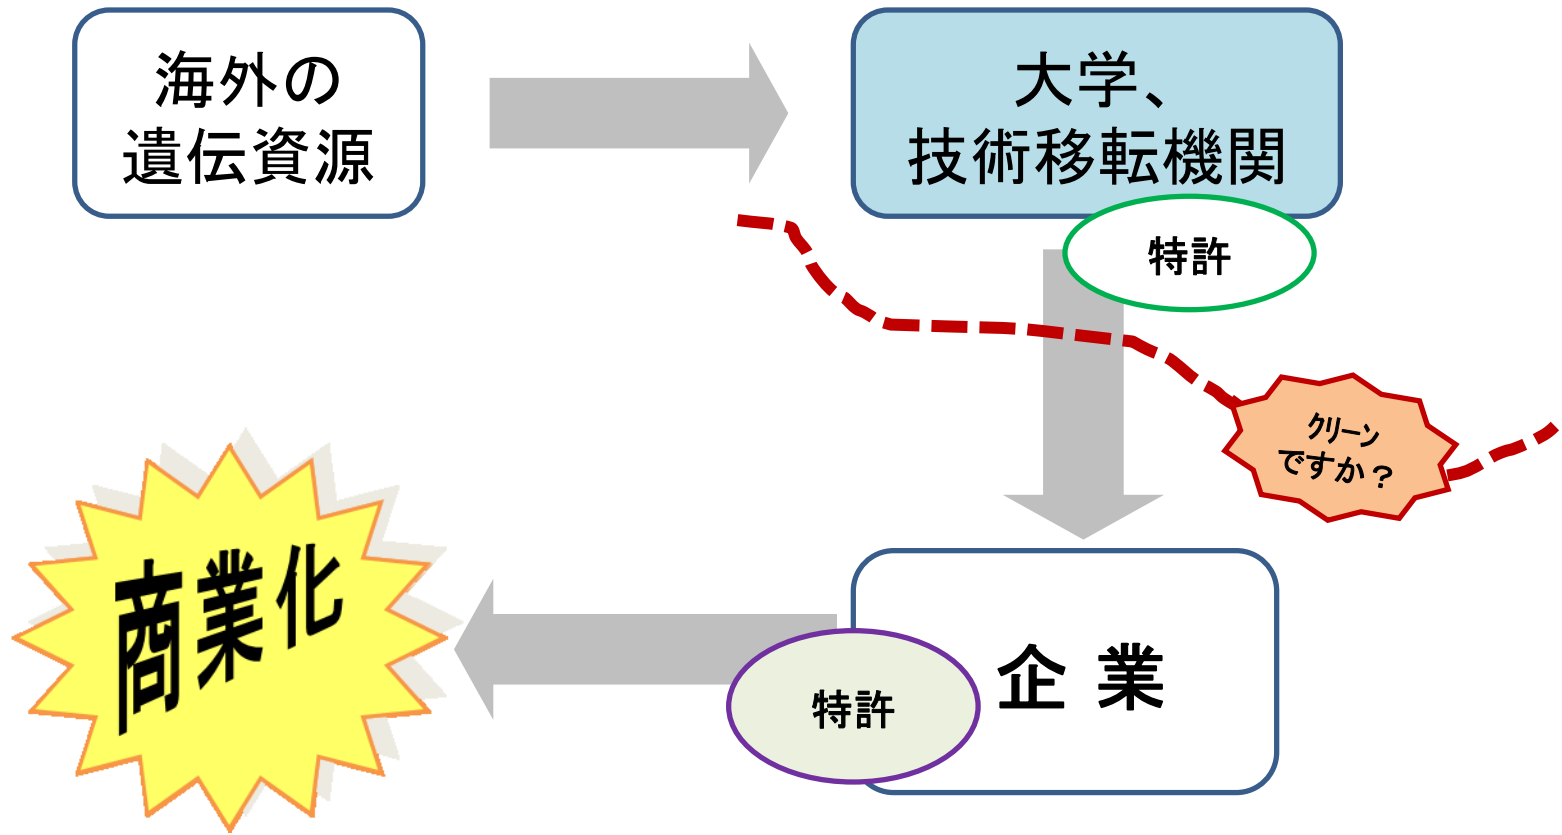 海外の
遺伝資源
大学、
技術移転機関
特許
クリーン
ですか？
商業化
企業
特許